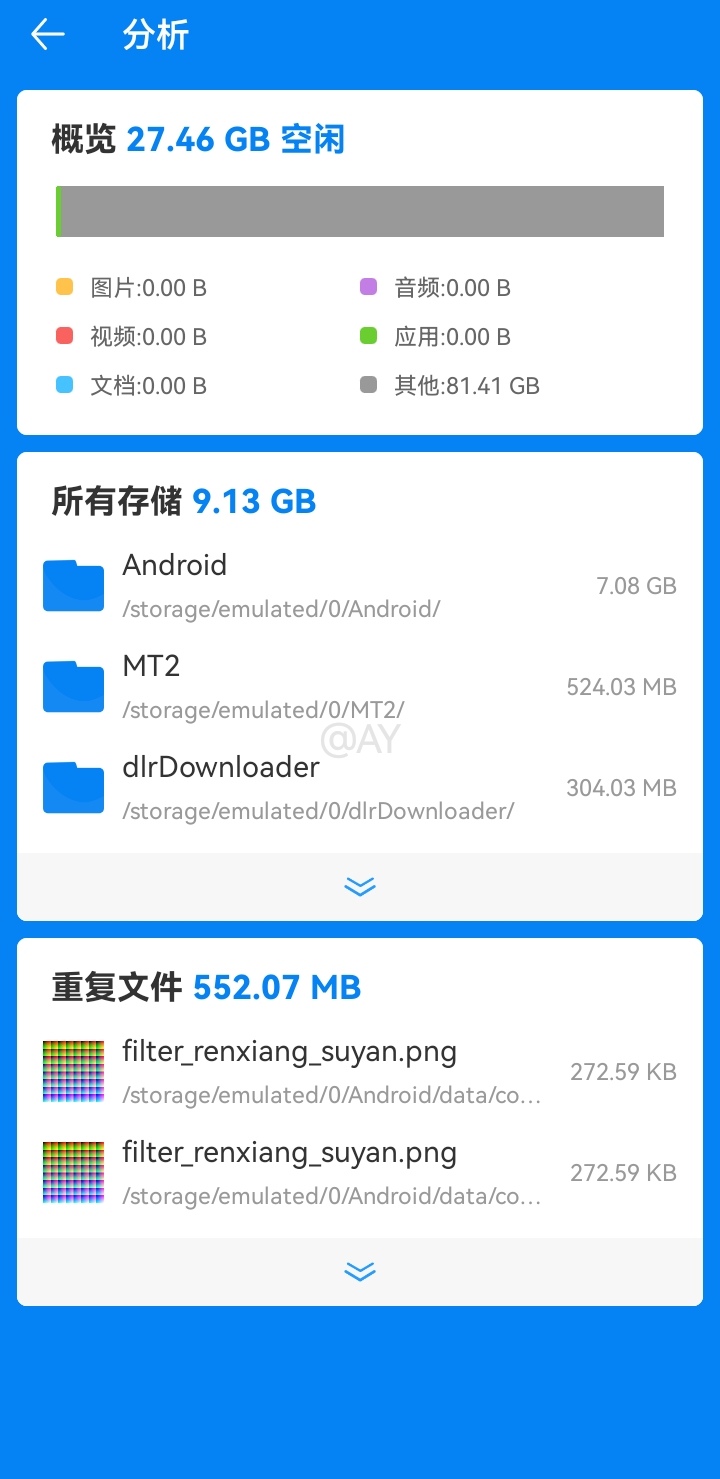 分析
概览 27.46 GB 空闲
图片:0.00 B
音频:0.00 B
视频:0.00 B
应用:0.00 B
文档:0.00 B
其他:81.41 GB
所有存储 9.13 GB
Android
/storage/emulated/0/Android/
7.08 GB
MT2
/storage/emulated/0/MT2/
524.03 MB
@AY
dlrDownloader
/storage/emulated/0/dlrDownloader/
304.03 MB
重复文件 552.07 MB
filter_renxiang_suyan.png
/storage/emulated/0/Android/data/co...
272.59 KB
filter_renxiang_suyan.png
/storage/emulated/0/Android/data/co...
272.59 KB